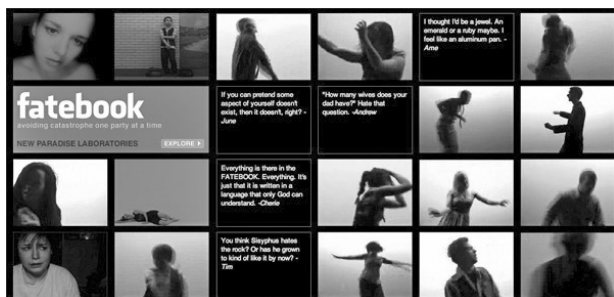 I thought I'd be a jewel. An
emerald or a ruby maybe. I
feel like an aluminum pan. -
Ame
fatebook
avoiding catastrophe one party at a time
NEW PARADISE LABORATORIES
EXPLORE
If you can pretend some
aspect of yourself doesn't
exist, then it doesn't, right? -
June
"How many wives does your
dad have?" Hate that
question. -Andrew
Everything is there in the
FATEBOOK. Everything. It's
just that it is written in a
language that only God can
understand. -Cherie
You think Sisyphus hates
the rock? Or has he grown
to kind of like it by now? -
Tim